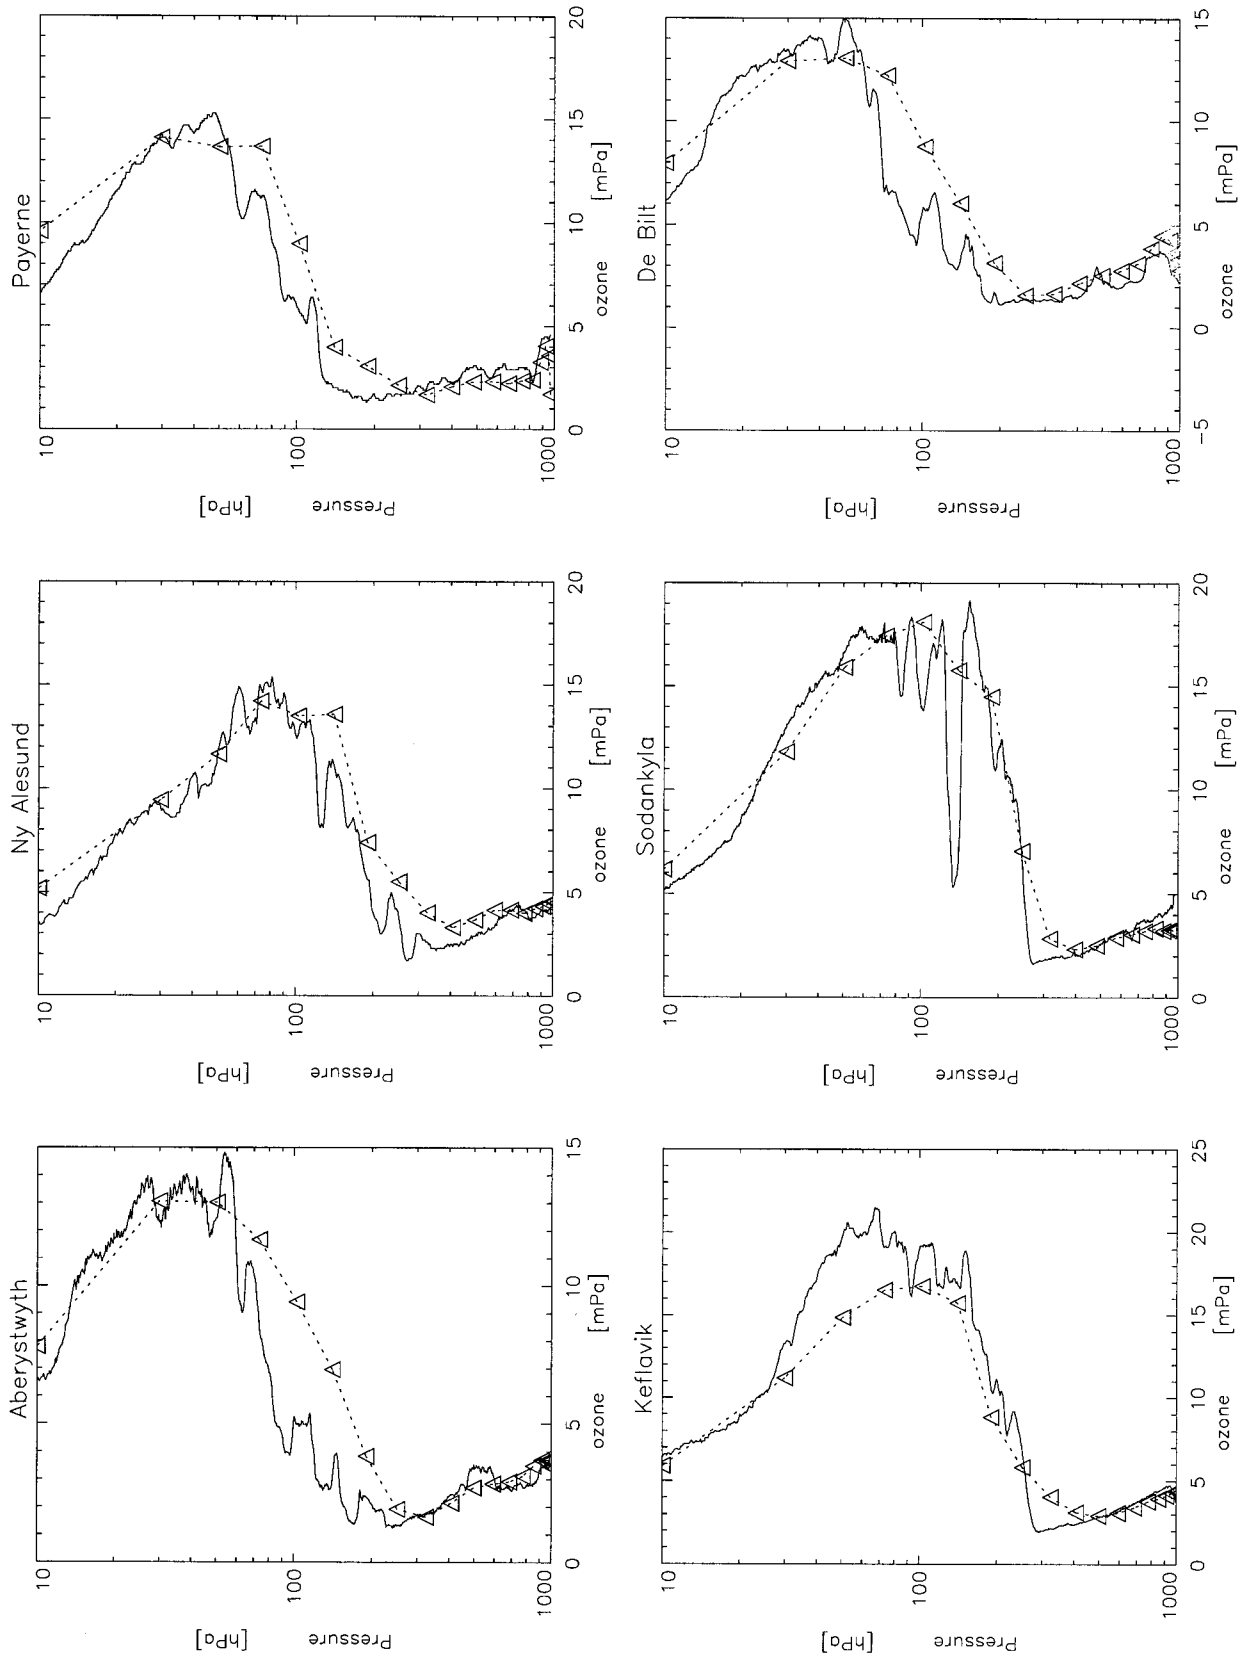 Aberystwyth
10
100
1000
Pressure [hPa]
0 5 10 15
ozone [mPa]
Ny Alesund
10
100
1000
Pressure [hPa]
0 5 10 15 20
ozone [mPa]
Payerne
10
100
1000
Pressure [hPa]
0 5 10 15 20
ozone [mPa]
Keflavik
10
100
1000
Pressure [hPa]
0 5 10 15 20 25
ozone [mPa]
Sodankyla
10
100
1000
Pressure [hPa]
0 5 10 15 20
ozone [mPa]
De Bilt
10
100
1000
Pressure [hPa]
-5 0 5 10 15
ozone [mPa]